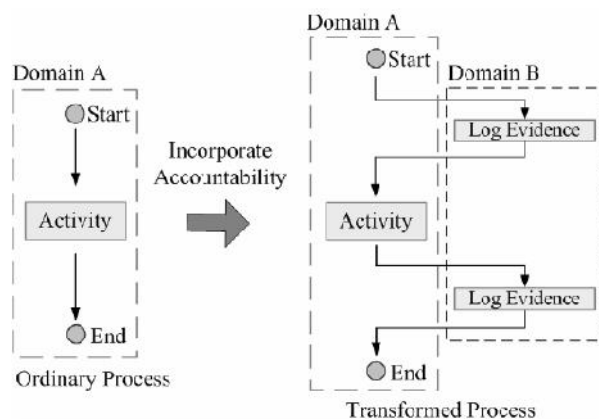 Domain A
Start
Activity
End
Ordinary Process
Incorporate
Accountability
Domain A
Start
Domain B
Log Evidence
Activity
Log Evidence
End
Transformed Process